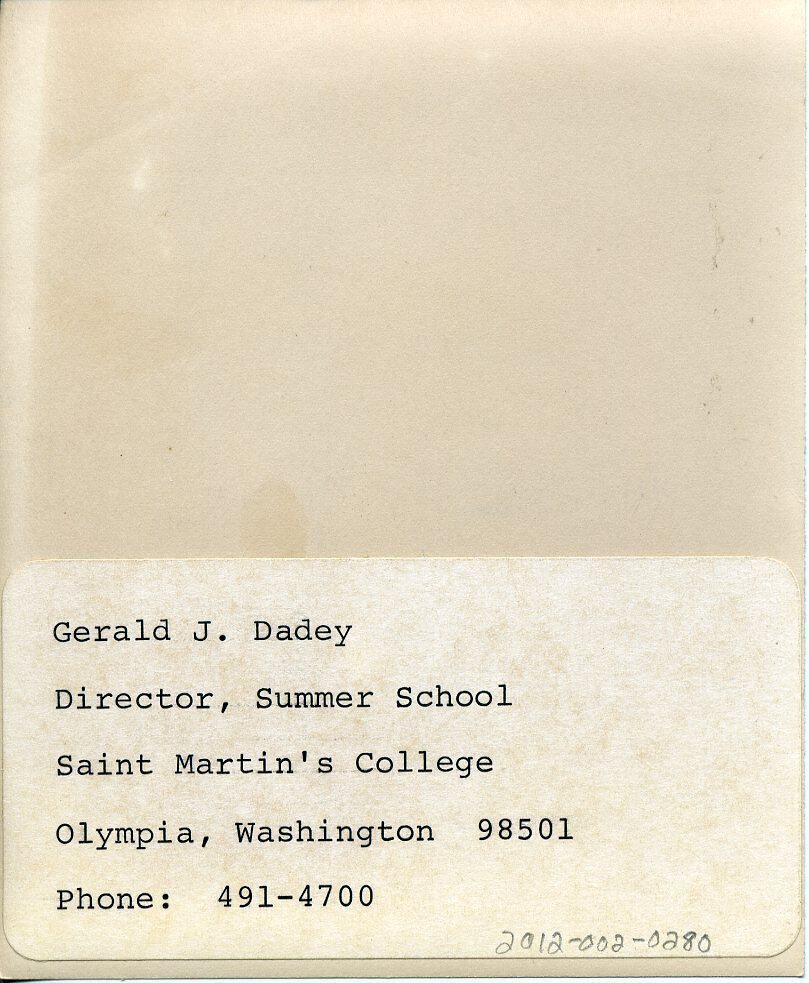 Gerald J. Dadey
Director, Summer School
Saint Martin's College
Olympia, Washington  98501
Phone:  491-4700
2012-002-0280